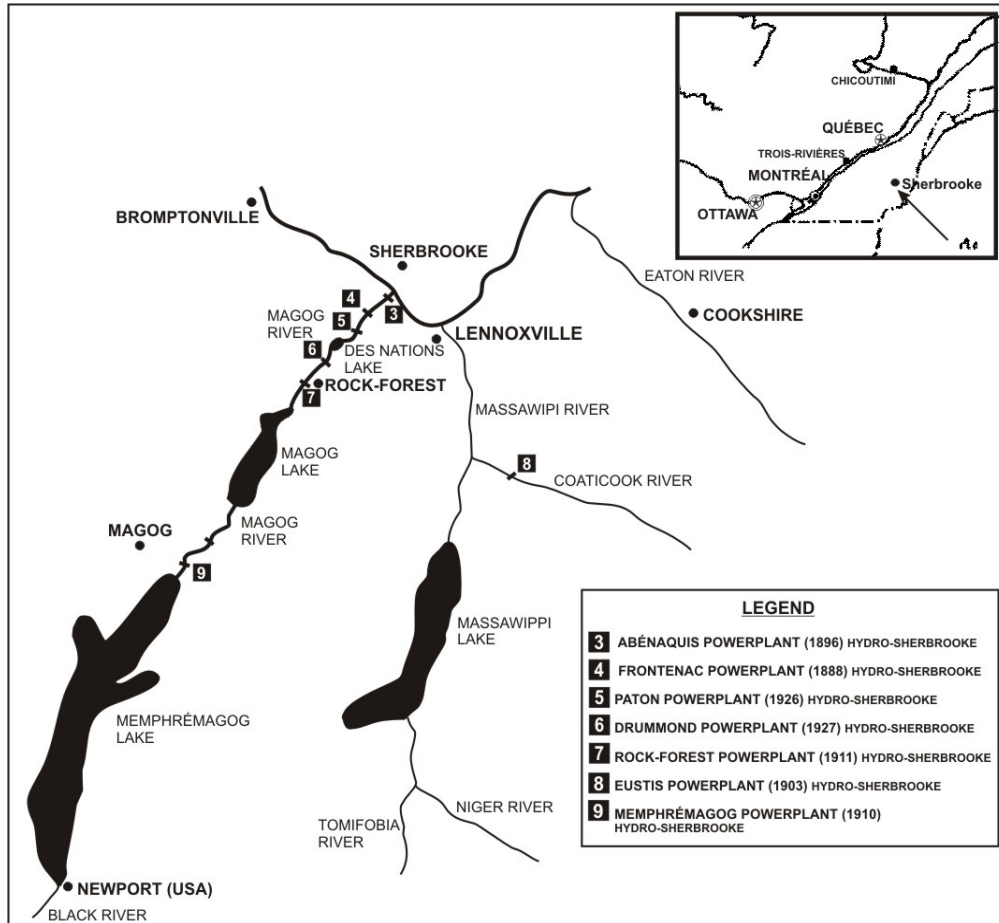 CHICOUTIMI
QUÉBEC
TROIS-RIVIÈRES
MONTRÉAL
Sherbrooke
OTTAWA
BROMPTONVILLE
SHERBROOKE
EATON RIVER
4
3
MAGOG
RIVER
5
COOKSHIRE
LENNOXVILLE
6
DES NATIONS
LAKE
ROCK-FOREST
7
MASSAWIPI RIVER
MAGOG
LAKE
8
COATICOOK RIVER
MAGOG
MAGOG
RIVER
9
MASSAWIPPI
LAKE
MEMPHRÉMAGOG
LAKE
NIGER RIVER
TOMIFOBIA
RIVER
NEWPORT (USA)
BLACK RIVER
LEGEND
3 ABÉNAQUIS POWERPLANT (1896) HYDRO-SHERBROOKE
4 FRONTENAC POWERPLANT (1888) HYDRO-SHERBROOKE
5 PATON POWERPLANT (1926) HYDRO-SHERBROOKE
6 DRUMMOND POWERPLANT (1927) HYDRO-SHERBROOKE
7 ROCK-FOREST POWERPLANT (1911) HYDRO-SHERBROOKE
8 EUSTIS POWERPLANT (1903) HYDRO-SHERBROOKE
9 MEMPHRÉMAGOG POWERPLANT (1910)
HYDRO-SHERBROOKE